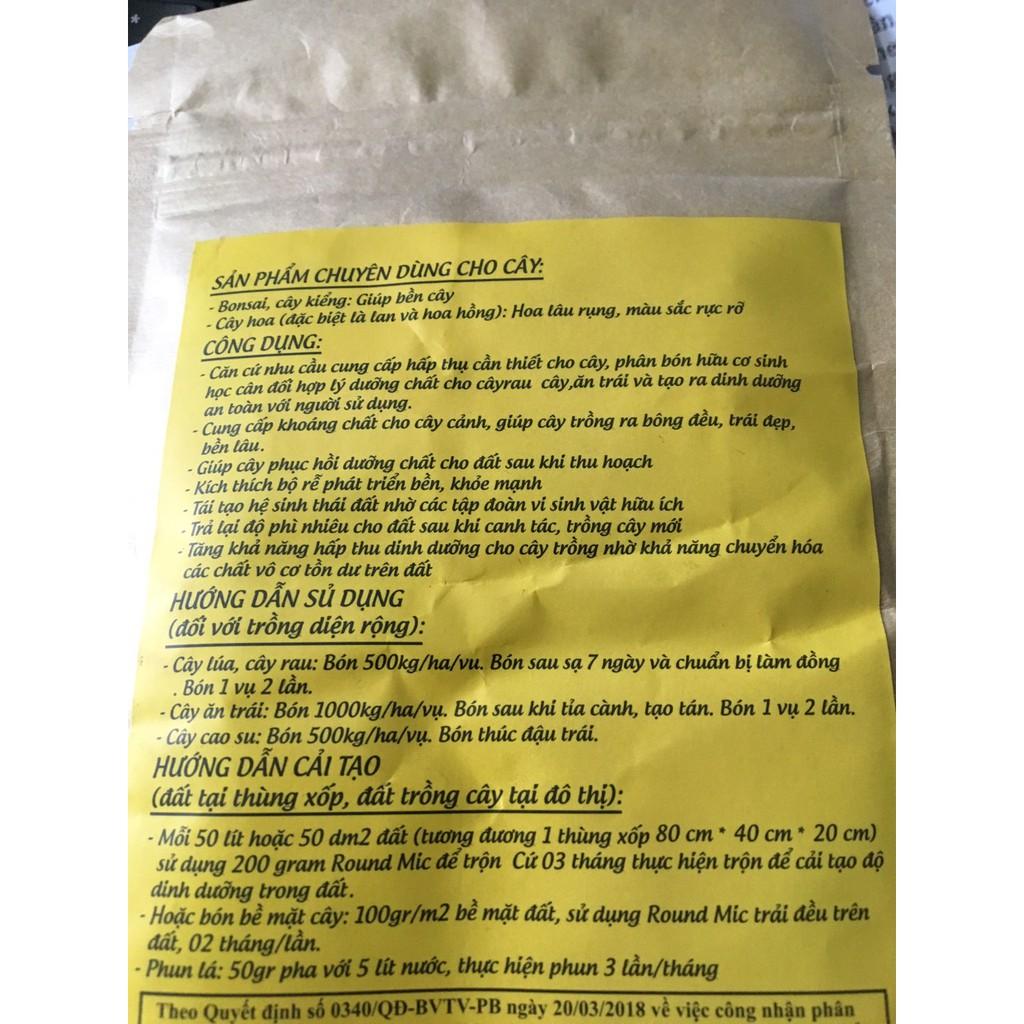 SẢN PHẨM CHUYÊN DÙNG CHO CÂY:
- Bonsai, cây kiểng: Giúp bền cây
- Cây hoa (đặc biệt là lan và hoa hồng): Hoa lâu rụng, màu sắc rực rỡ
CÔNG DỤNG:
- Căn cứ nhu cầu cung cấp hấp thụ cần thiết cho cây, phân bón hữu cơ sinh
học cân đối hợp lý dưỡng chất cho câyrau cây,ăn trái và tạo ra dinh dưỡng
an toàn với người sử dụng.
- Cung cấp khoáng chất cho cây cảnh, giúp cây trồng ra bông đều, trái đẹp,
bền lâu.
- Giúp cây phục hồi dưỡng chất cho đất sau khi thu hoạch
- Kích thích bộ rễ phát triển bền, khỏe mạnh
- Tái tạo hệ sinh thái đất nhờ các tập đoàn vi sinh vật hữu ích
- Trả lại độ phì nhiêu cho đất sau khi canh tác, trồng cây mới
- Tăng khả năng hấp thu dinh dưỡng cho cây trồng nhờ khả năng chuyển hóa
các chất vô cơ tồn dư trên đất
HƯỚNG DẪN SỬ DỤNG
(đối với trồng diện rộng):
- Cây lúa, cây rau: Bón 500kg/ha/vu. Bón sau sạ 7 ngày và chuẩn bị làm đồng
. Bón 1 vụ 2 lần.
- Cây ăn trái: Bón 1000kg/ha/vụ. Bón sau khi tỉa cành, tạo tán. Bón 1 vụ 2 lần.
- Cây cao su: Bón 500kg/ha/vụ. Bón thúc đậu trái.
HƯỚNG DẪN CẢI TẠO
(đất tại thùng xốp, đất trồng cây tại đô thị):
- Mỗi 50 lít hoặc 50 dm2 đất (tương đương 1 thùng xốp 80 cm * 40 cm * 20 cm)
sử dụng 200 gram Round Mic để trộn Cứ 03 tháng thực hiện trộn để cải tạo độ
dinh dưỡng trong đất.
- Hoặc bón bề mặt cây: 100gr/m2 bề mặt đất, sử dụng Round Mic trải đều trên
đất, 02 tháng/lần.
- Phun lá: 50gr pha với 5 lít nước, thực hiện phun 3 lần/tháng
Theo Quyết định số 0340/QĐ-BVTV-PB ngày 20/03/2018 về việc công nhận phân